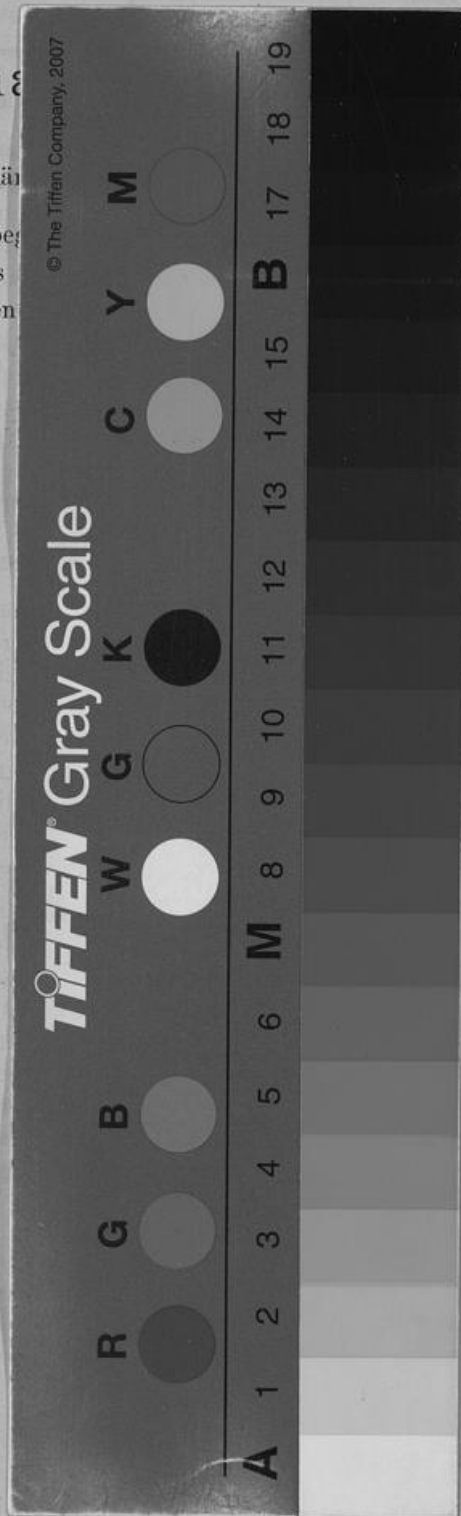 © The Tiffen Company, 2007
TIFFEN® Gray Scale
R G B W G K C Y M
A 1 2 3 4 5 6 M 8 9 10 11 12 13 14 15 B 17 18 19